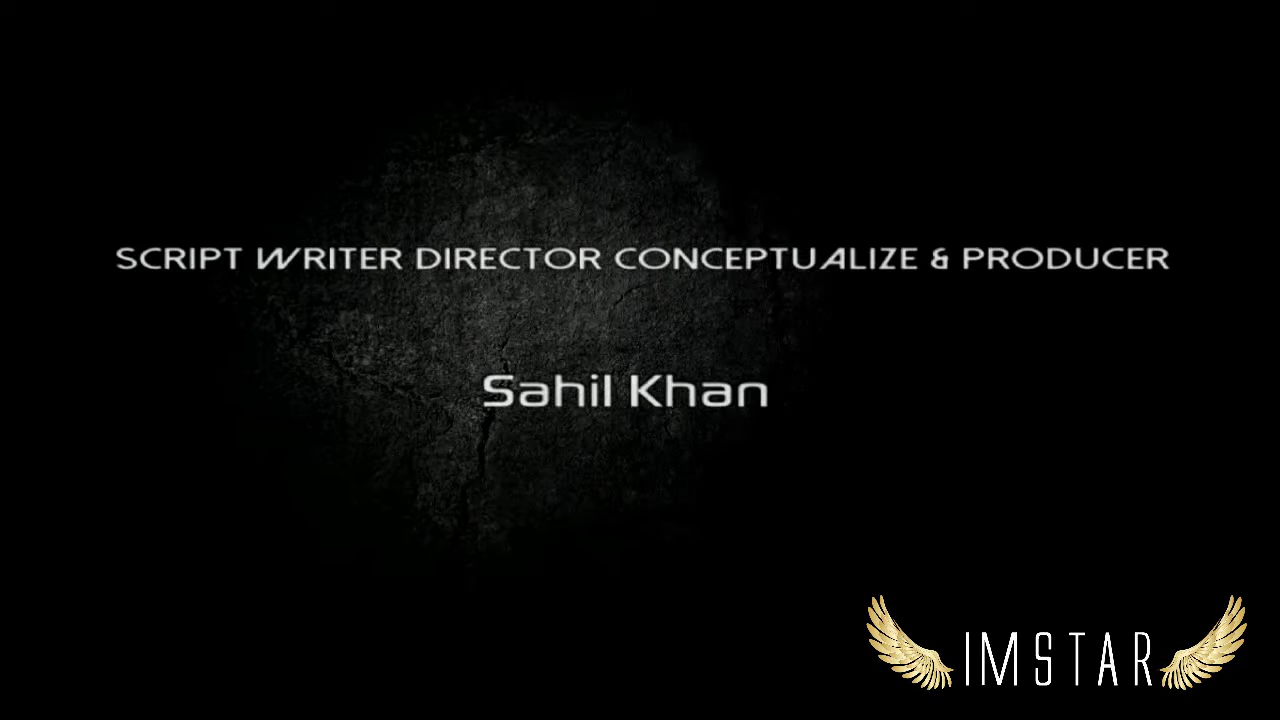 SCRIPT WRITER DIRECTOR CONCEPTUALIZE & PRODUCER
Sahil Khan
IMSTAR